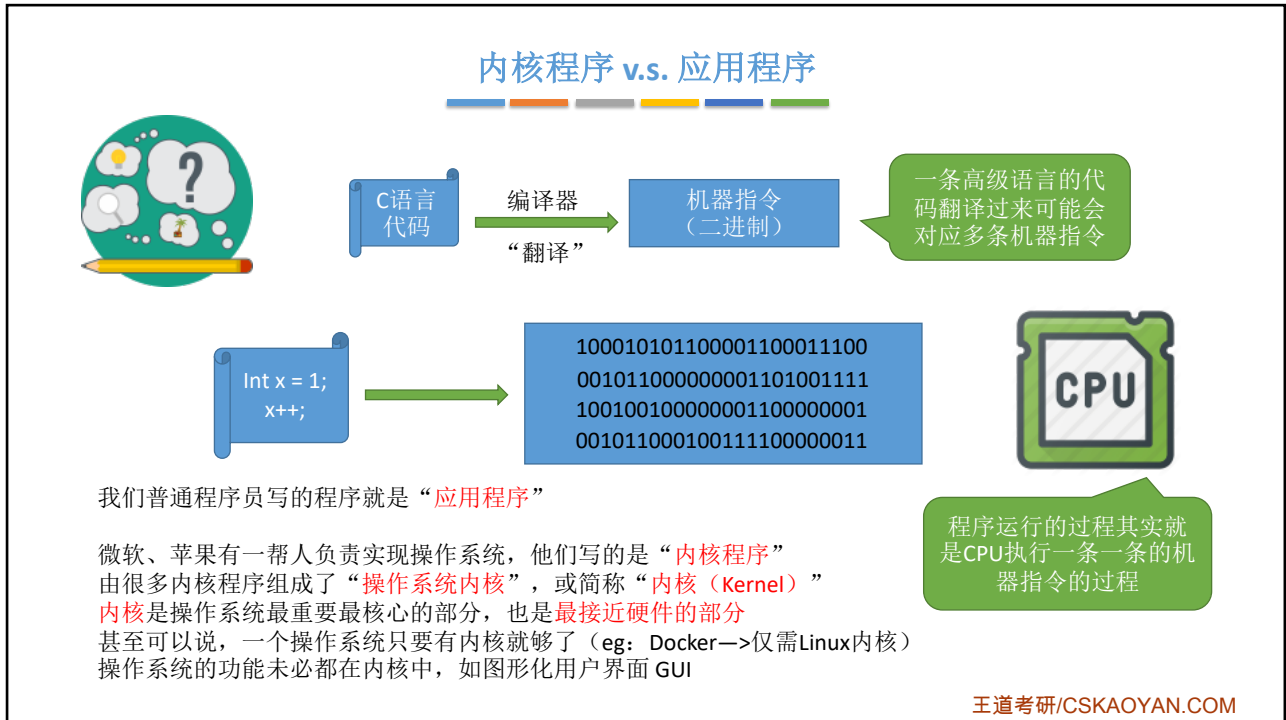 内核程序 v.s. 应用程序
?
C语言
代码
编译器
“翻译”
机器指令
（二进制）
一条高级语言的代
码翻译过来可能会
对应多条机器指令
Int x = 1;
x++;
100010101100001100011100
001011000000001101001111
100100100000001100000001
001011000100111100000011
CPU
程序运行的过程其实就
是CPU执行一条一条的机
器指令的过程
我们普通程序员写的程序就是“应用程序”
微软、苹果有一帮人负责实现操作系统，他们写的是“内核程序”
由很多内核程序组成了“操作系统内核”，或简称“内核（Kernel）”
内核是操作系统最重要最核心的部分，也是最接近硬件的部分
甚至可以说，一个操作系统只要有内核就够了（eg：Docker—>仅需Linux内核）
操作系统的功能未必都在内核中，如图形化用户界面 GUI
王道考研/CSKAOYAN.COM